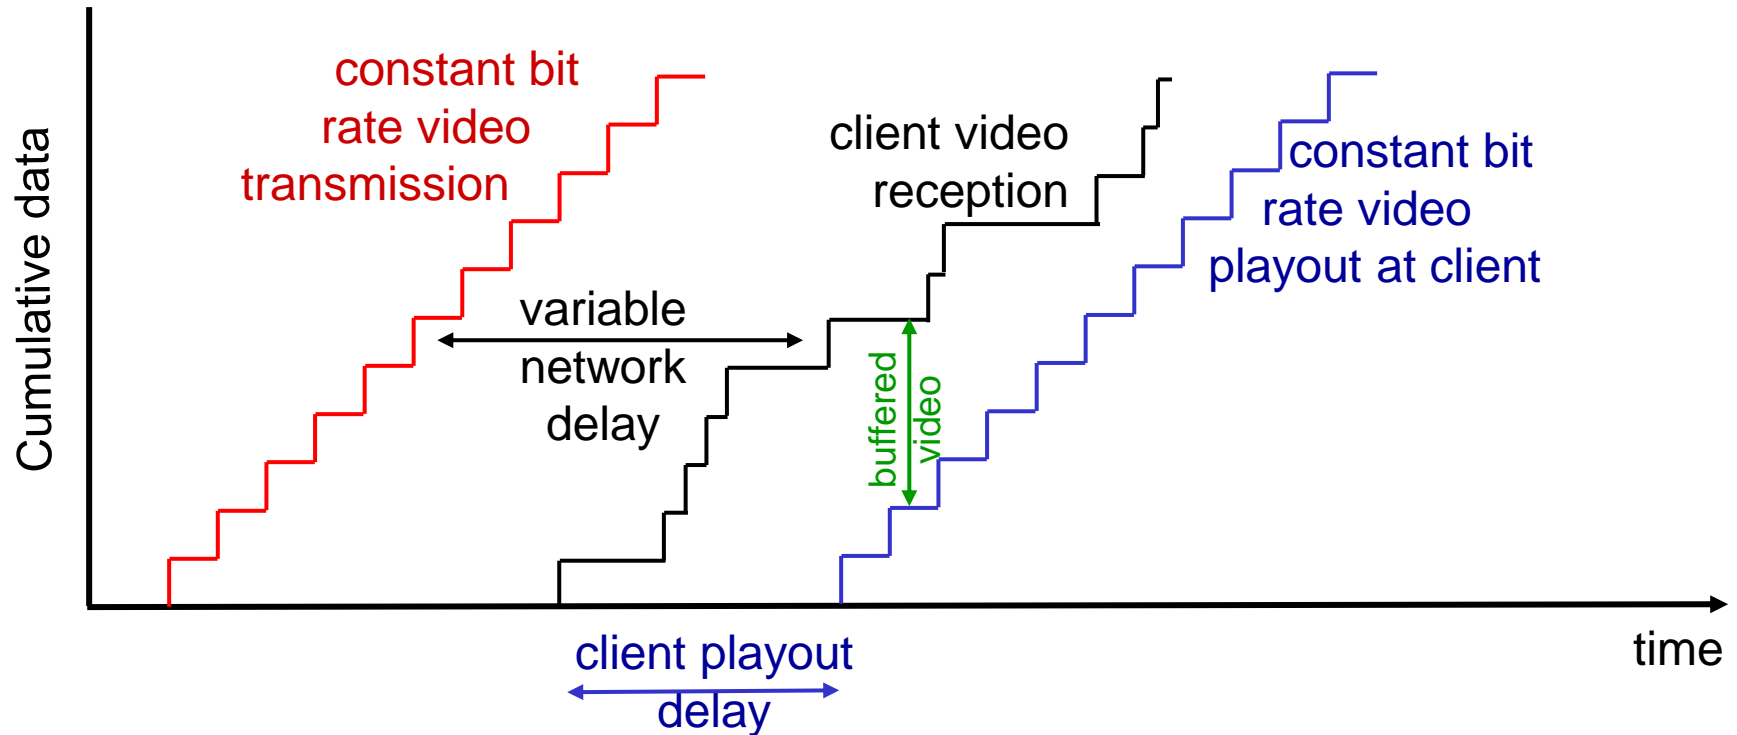 Cumulative data
constant bit
rate video
transmission
variable
network
delay
client video
reception
buffered
video
constant bit
rate video
playout at client
client playout
delay
time